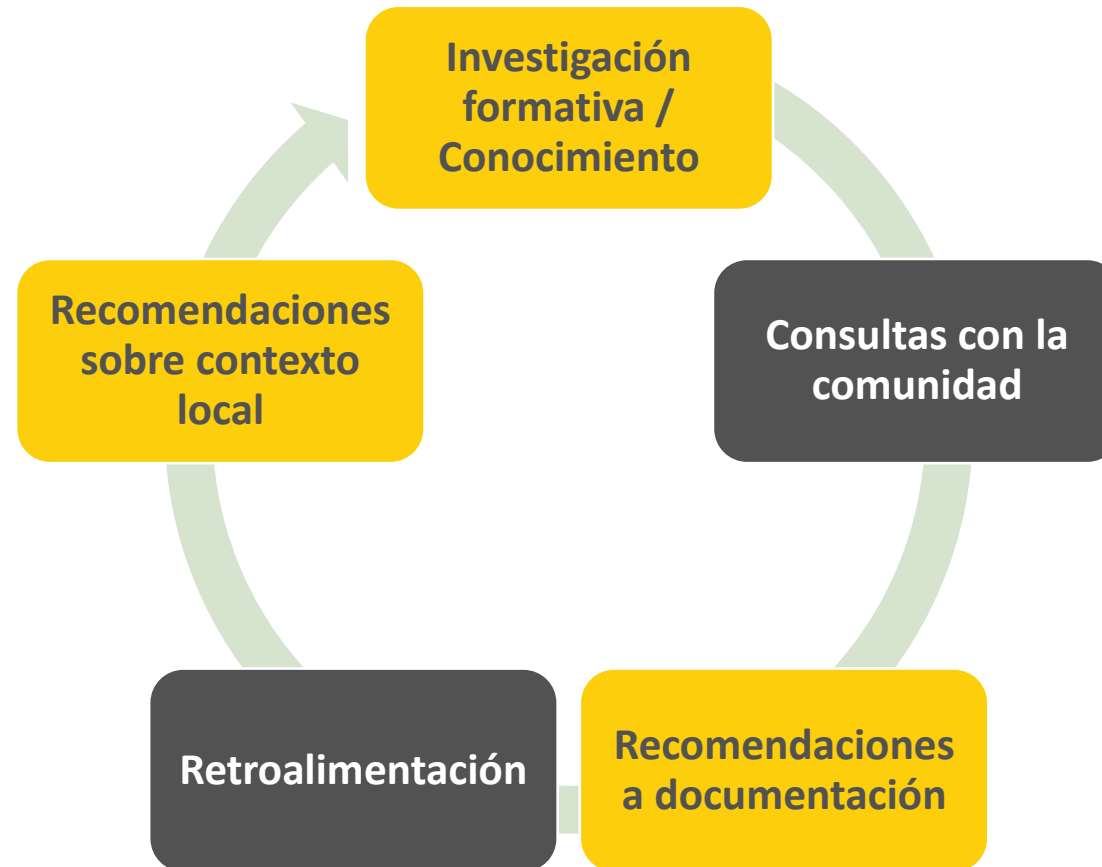 Investigación
formativa /
Conocimiento
Consultas con la
comunidad
Recomendaciones
a documentación
Retroalimentación
Recomendaciones
sobre contexto
local